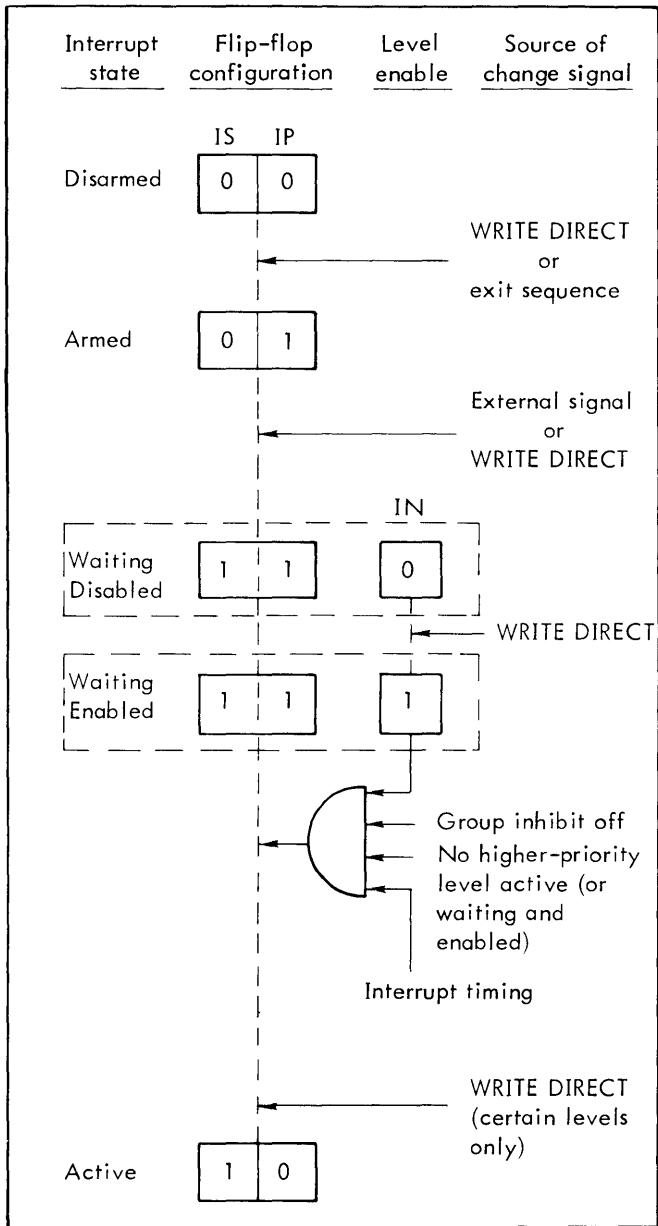 Interrupt state
Flip-flop configuration
Level enable
Source of change signal
IS IP
Disarmed
0 0
WRITE DIRECT
or
exit sequence
Armed
0 1
External signal
or
WRITE DIRECT
IN
Waiting
Disabled
1 1
0
WRITE DIRECT
Waiting
Enabled
1 1
1
Group inhibit off
No higher-priority
level active (or
waiting and
enabled)
Interrupt timing
WRITE DIRECT
(certain levels
only)
Active
1 0